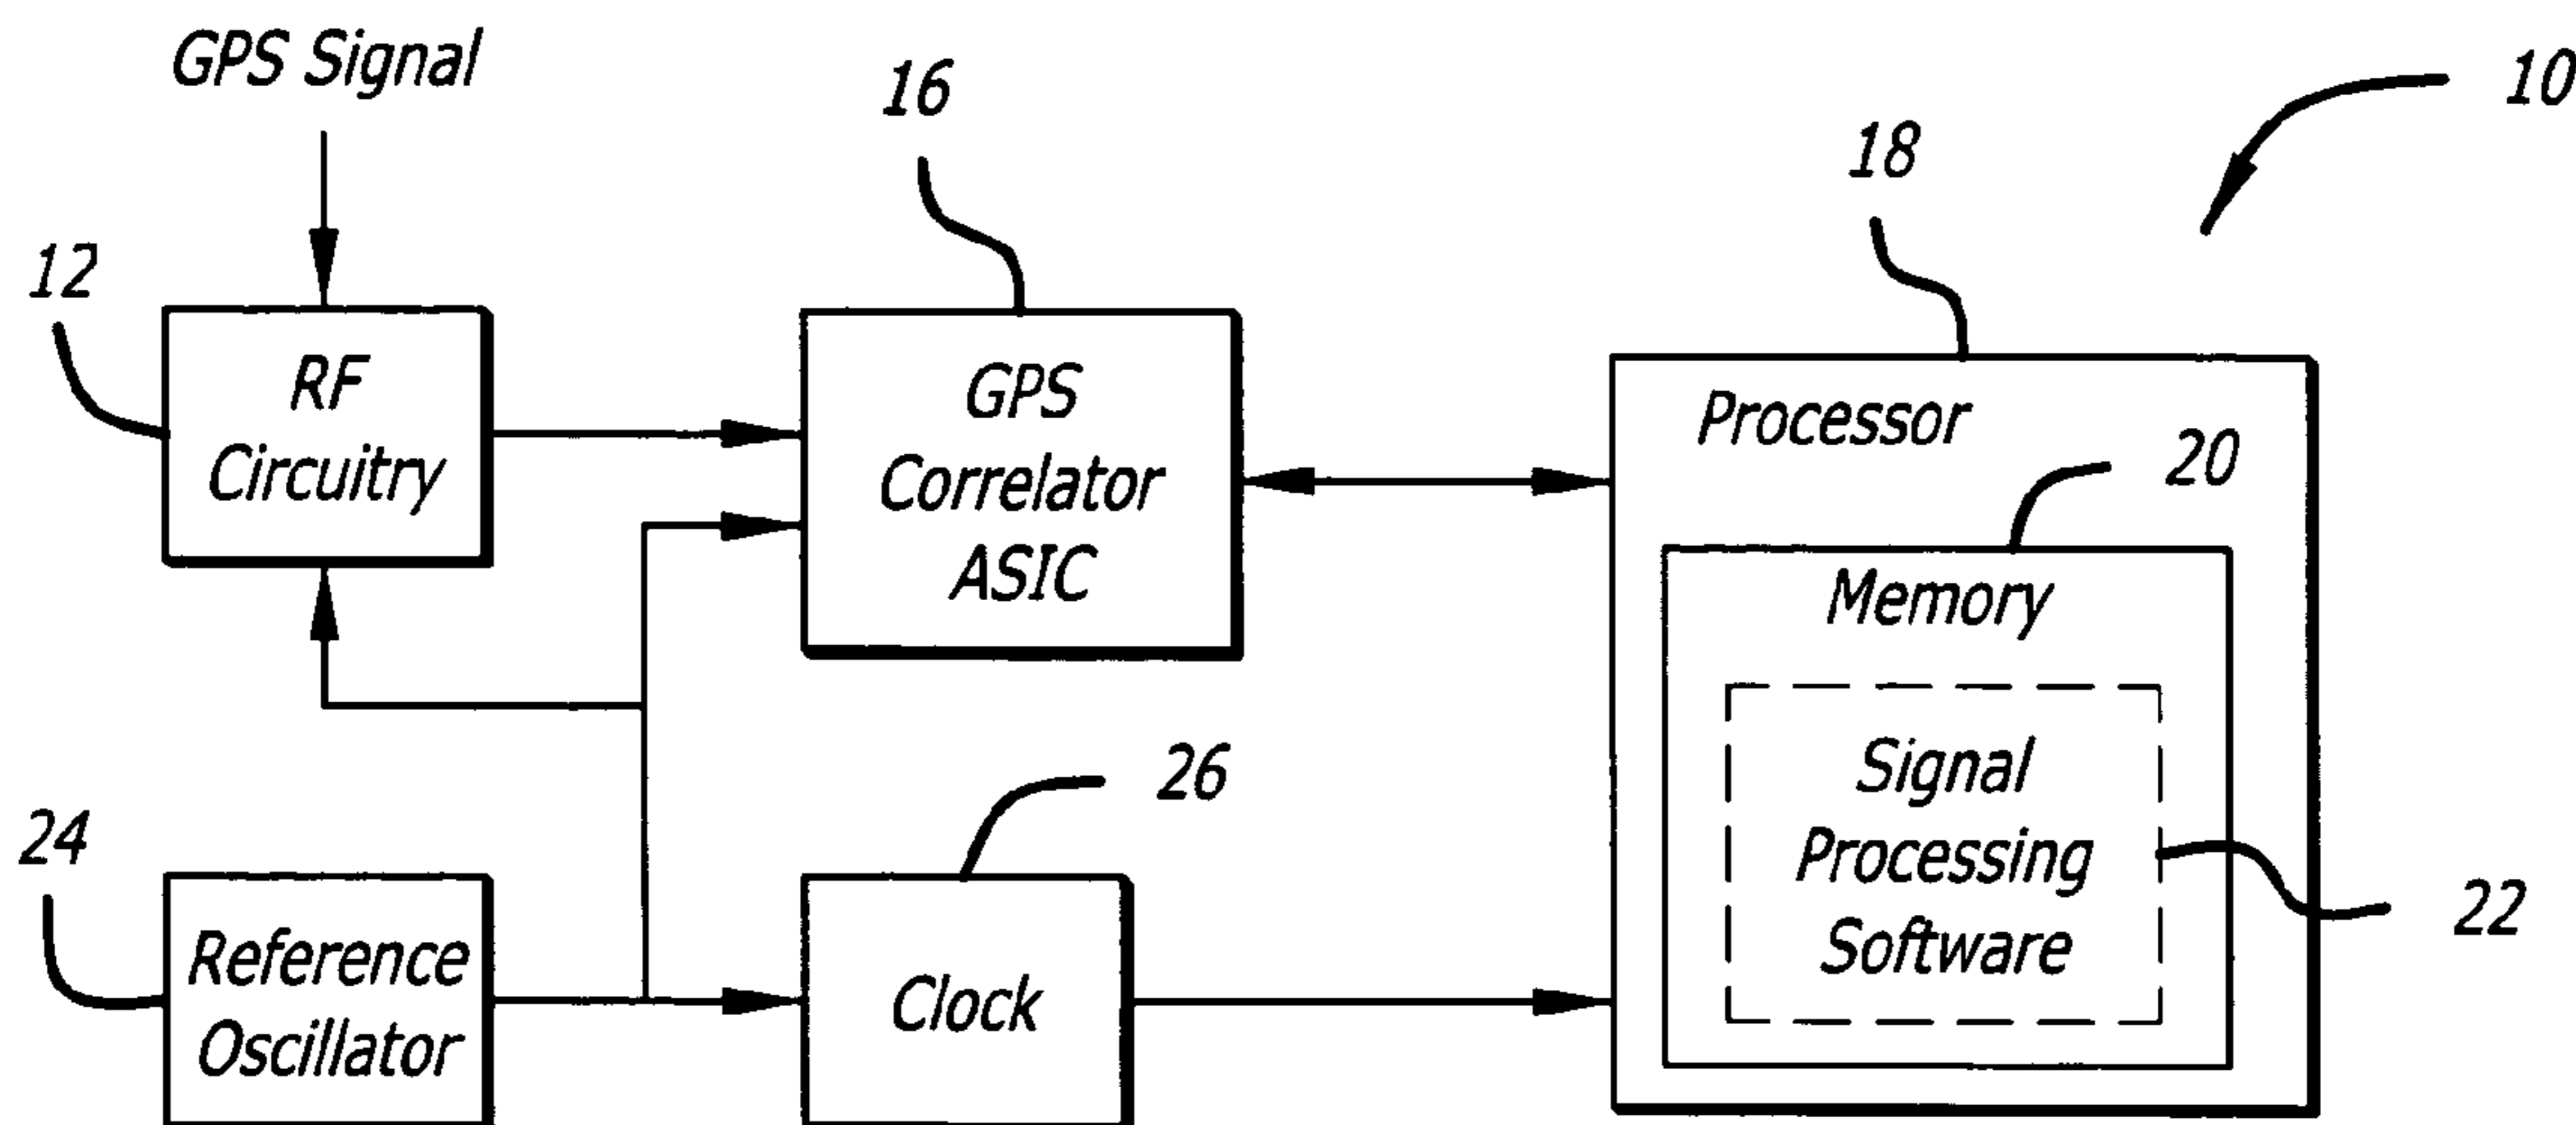 GPS Signal
16
10
18
12
RF
Circuitry
GPS
Correlator
ASIC
Processor
20
Memory
Signal
Processing
Software
22
24
Reference
Oscillator
26
Clock